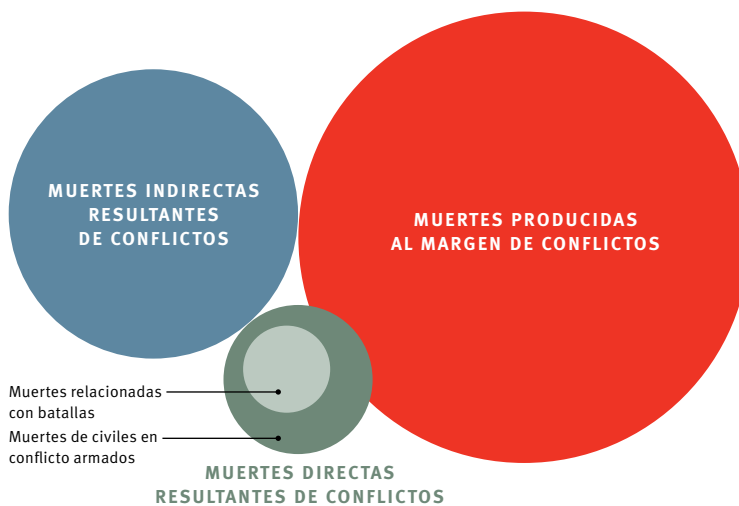 MUERTES INDIRECTAS
RESULTANTES
DE CONFLICTOS
MUERTES PRODUCIDAS
AL MARGEN DE CONFLICTOS
Muertes relacionadas
con batallas
Muertes de civiles en
conflicto armados
MUERTES DIRECTAS
RESULTANTES DE CONFLICTOS